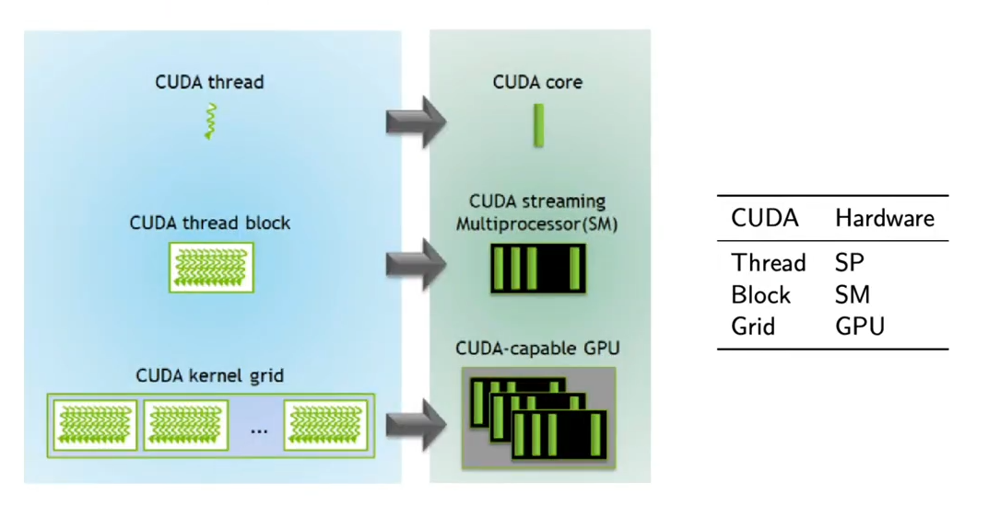 CUDA thread
CUDA core
CUDA thread block
CUDA streaming
Multiprocessor(SM)
CUDA kernel grid
...
CUDA-capable GPU
CUDA Hardware
Thread SP
Block SM
Grid GPU